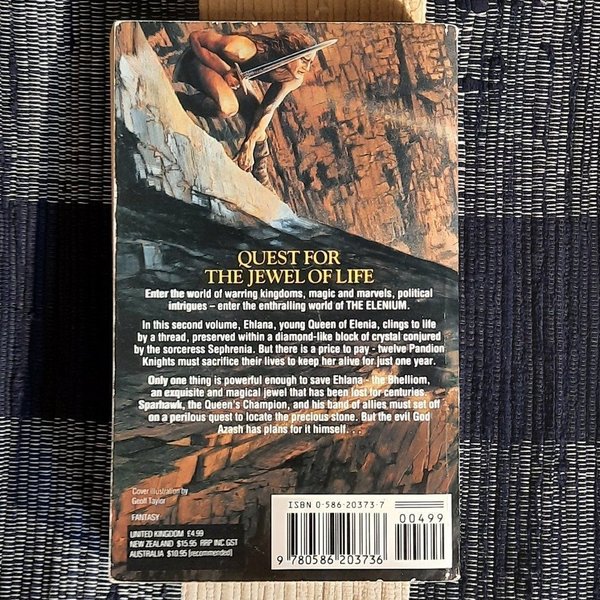 QUEST FOR
THE JEWEL OF LIFE
Enter the world of warring kingdoms, magic and marvels, political
intrigues – enter the enthralling world of THE ELENIUM.
In this second volume, Ehlana, young Queen of Elenia, clings to life
by a thread, preserved within a diamond-like block of crystal conjured
by the sorceress Sephrenia. But there is a price to pay - twelve Pandion
Knights must sacrifice their lives to keep her alive for just one year.
Only one thing is powerful enough to save Ehlana - the Bhelliom,
an exquisite and magical jewel that has been lost for centuries.
Sparhawk, the Queen's Champion, and his band of allies must set off
on a perilous quest to locate the precious stone. But the evil God
Azash has plans for it himself. . .
Cover illustration by
Geoff Taylor
FANTASY
UNITED KINGDOM £4.99
NEW ZEALAND $15.95 RRP INC.GST
AUSTRALIA $10.95 (recommended)
ISBN 0-586-20373-7
00499
9 780586 203736